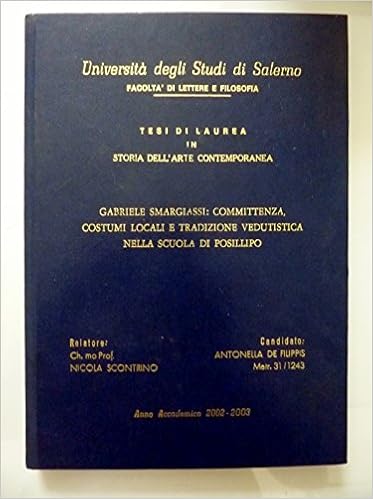 Università degli Studi di Salerno
FACOLTA' DI LETTERE E FILOSOFIA
TESI DI LAUREA
IN
STORIA DELL'ARTE CONTEMPORANEA
GABRIELE SMARGIASSI: COMMITTENZA,
COSTUMI LOCALI E TRADIZIONE VEDUTISTICA
NELLA SCUOLA DI POSILLIPO
Relatore:
Ch. mo Prof.
NICOLA SCONTRINO
Candidato:
ANTONELLA DE FILIPPIS
Matr. 31/1243
Anno Accademico 2002-2003